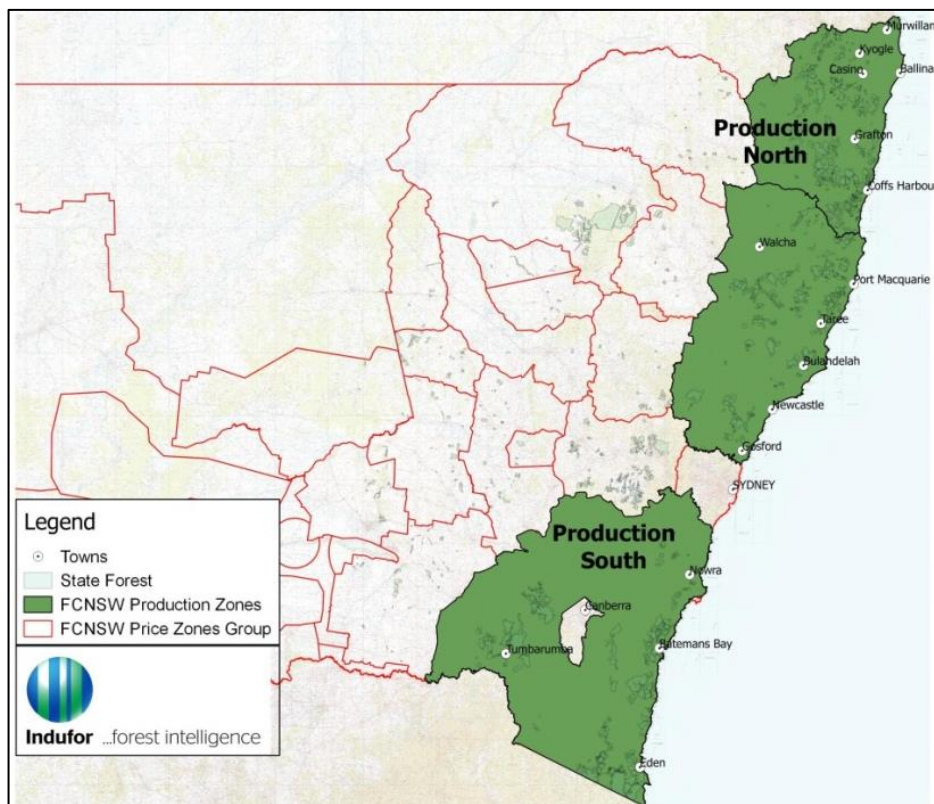 Murwillam
Kyogle
Casino
Ballina
Production
North
Grafton
Coffs Harbou
Walcha
Port Macquarie
Taree
Bulahdelah
Newcastle
Gosford
SYDNEY
Production
South
Nowra
Canberra
Batemans Bay
Tumbarumba
Eden
Legend
Towns
State Forest
FCNSW Production Zones
FCNSW Price Zones Group
Indufor ...forest intelligence